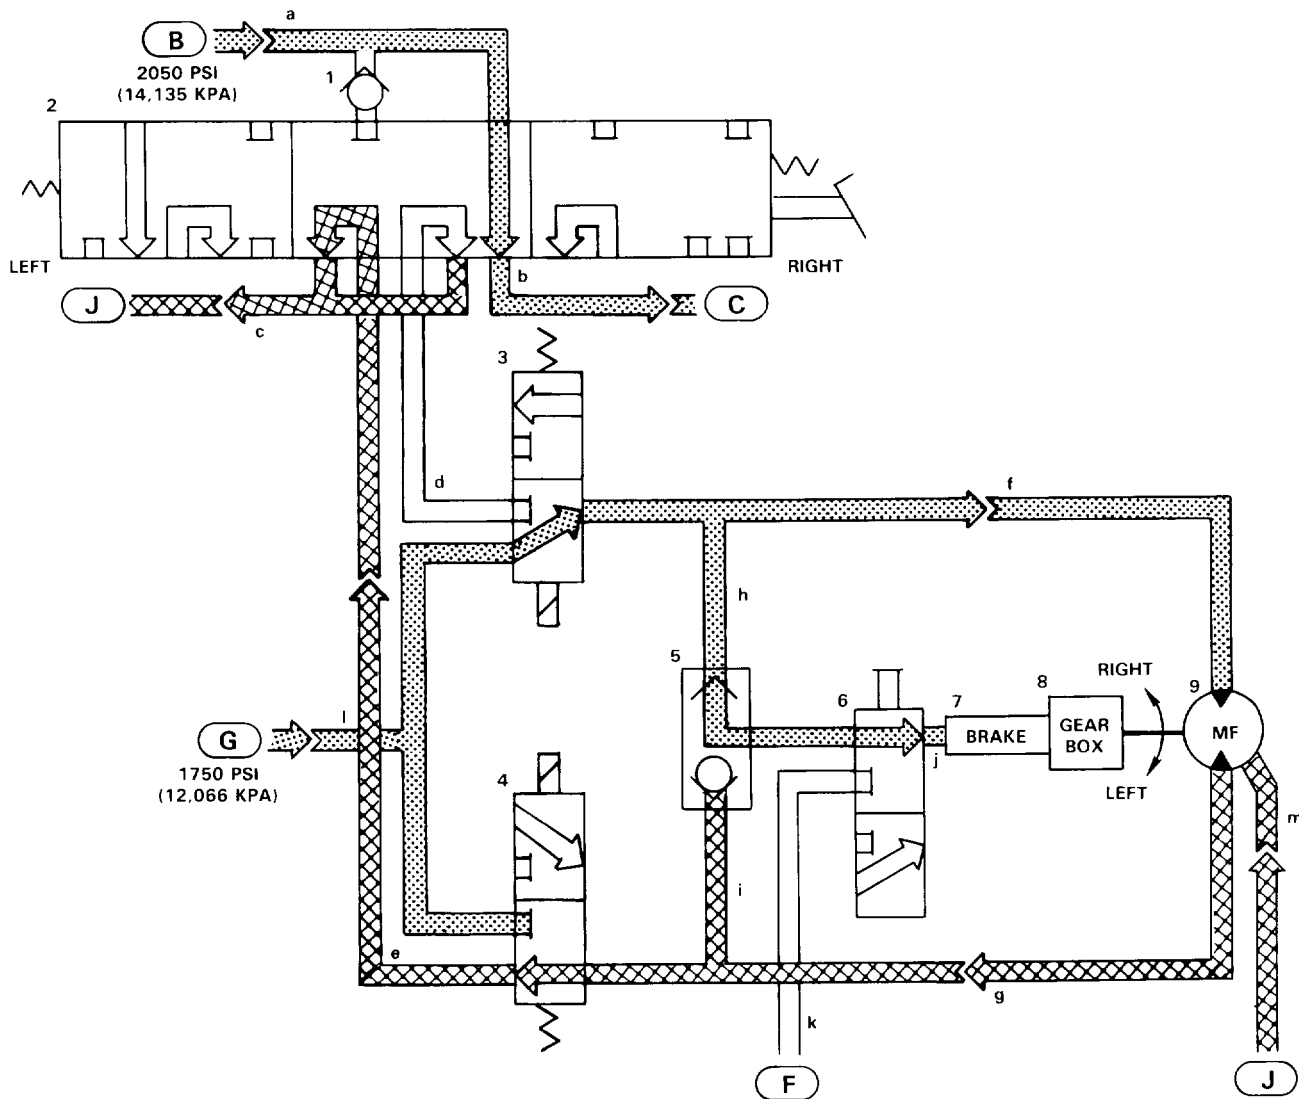 a
B
2050 PSI
(14,135 KPA)
1
2
LEFT
RIGHT
b
J
C
c
3
d
f
h
5
RIGHT
6
7
8
9
l
G
BRAKE
GEAR
BOX
MF
1750 PSI
(12,066 KPA)
4
j
LEFT
m
i
e
g
k
F
J